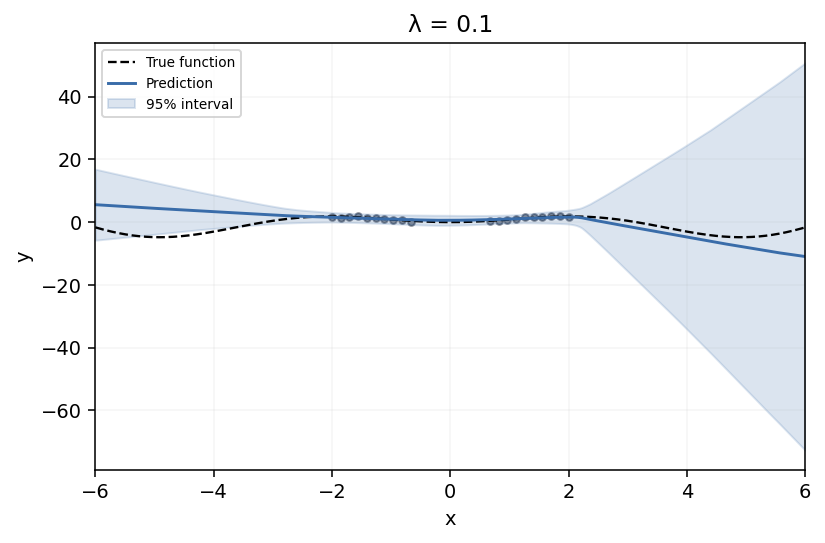 λ = 0.1
True function
Prediction
95% interval
y
40
20
0
−20
−40
−60
−6
−4
−2
0
2
4
6
x